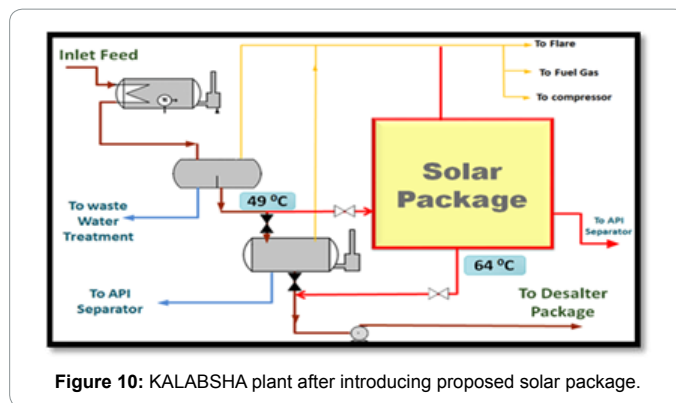 Inlet Feed
To Flare
To Fuel Gas
To compressor
Solar
Package
49 ⁰C
To waste
Water
Treatment
To API
Separator
64 ⁰C
To API
Separator
To Desalter
Package
Figure 10: KALABSHA plant after introducing proposed solar package.